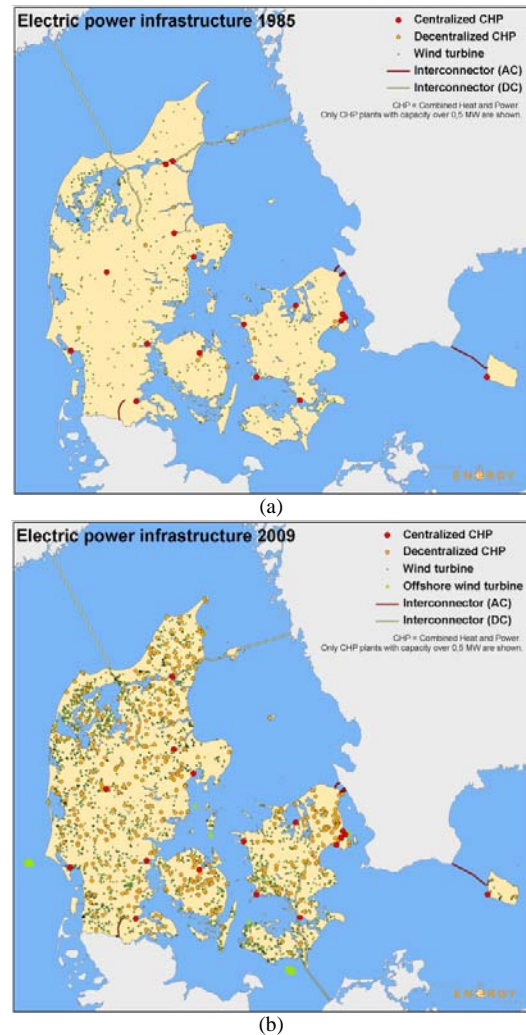 Electric power infrastructure 1985
Centralized CHP
Decentralized CHP
Wind turbine
Interconnector (AC)
Interconnector (DC)
CHP = Combined Heat and Power.
Only CHP plants with capacity over 0,5 MW are shown.
ENERGY
(a)
Electric power infrastructure 2009
Centralized CHP
Decentralized CHP
Wind turbine
Offshore wind turbine
Interconnector (AC)
Interconnector (DC)
CHP = Combined Heat and Power.
Only CHP plants with capacity over 0,5 MW are shown.
ENERGY
(b)